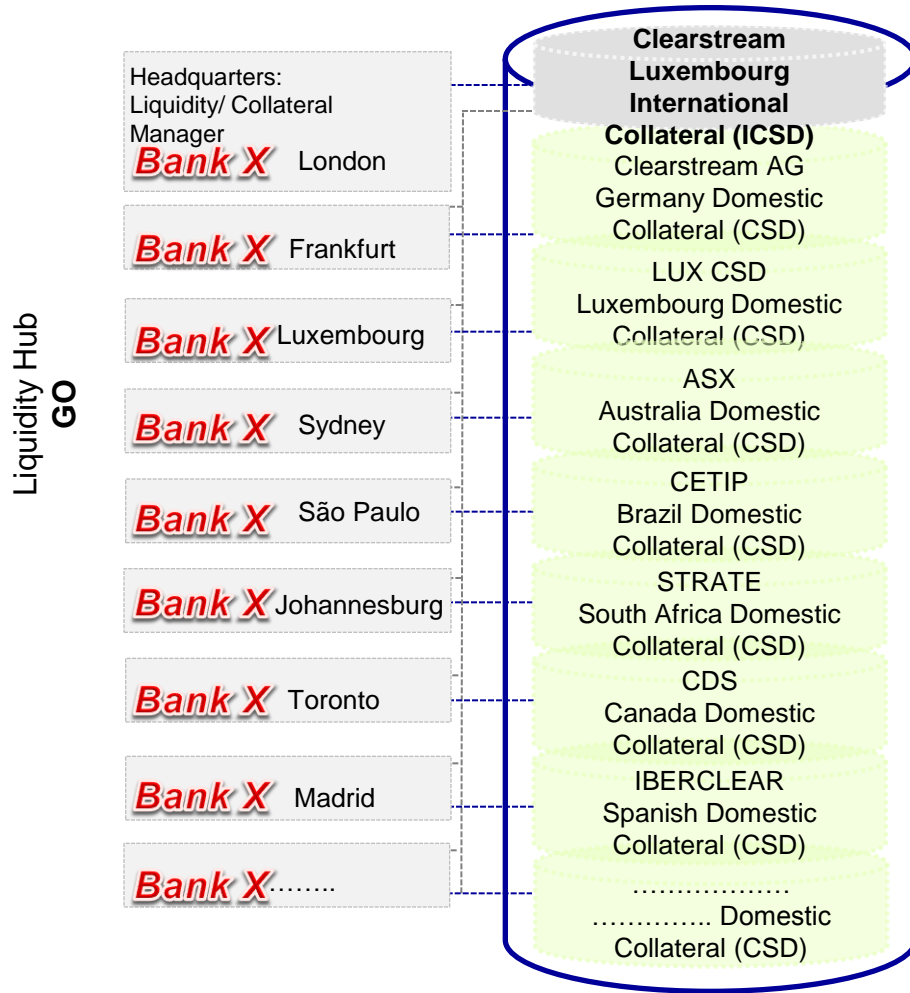 Liquidity Hub
GO
Headquarters:
Liquidity/ Collateral
Manager
Bank X London
Bank X Frankfurt
Bank X Luxembourg
Bank X Sydney
Bank X São Paulo
Bank X Johannesburg
Bank X Toronto
Bank X Madrid
Bank X ........
Clearstream
Luxembourg
International
Collateral (ICSD)
Clearstream AG
Germany Domestic
Collateral (CSD)
LUX CSD
Luxembourg Domestic
Collateral (CSD)
ASX
Australia Domestic
Collateral (CSD)
CETIP
Brazil Domestic
Collateral (CSD)
STRATE
South Africa Domestic
Collateral (CSD)
CDS
Canada Domestic
Collateral (CSD)
IBERCLEAR
Spanish Domestic
Collateral (CSD)
………………
………….. Domestic
Collateral (CSD)